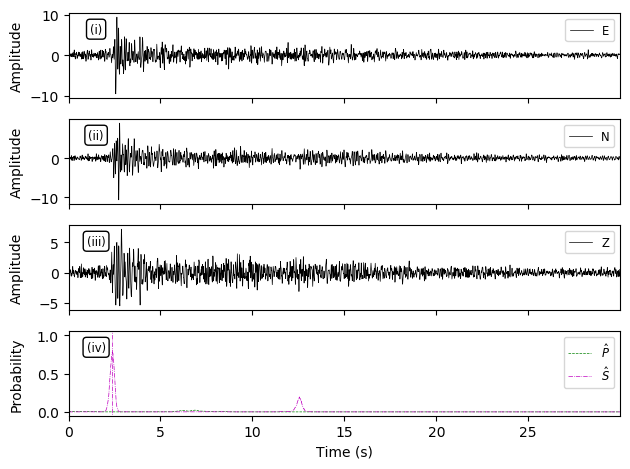 10
0
−10
Amplitude
(i)
E
0
−10
Amplitude
(ii)
N
5
0
−5
Amplitude
(iii)
Z
1.0
0.5
0.0
Probability
(iv)
P̂
Ŝ
0 5 10 15 20 25
Time (s)